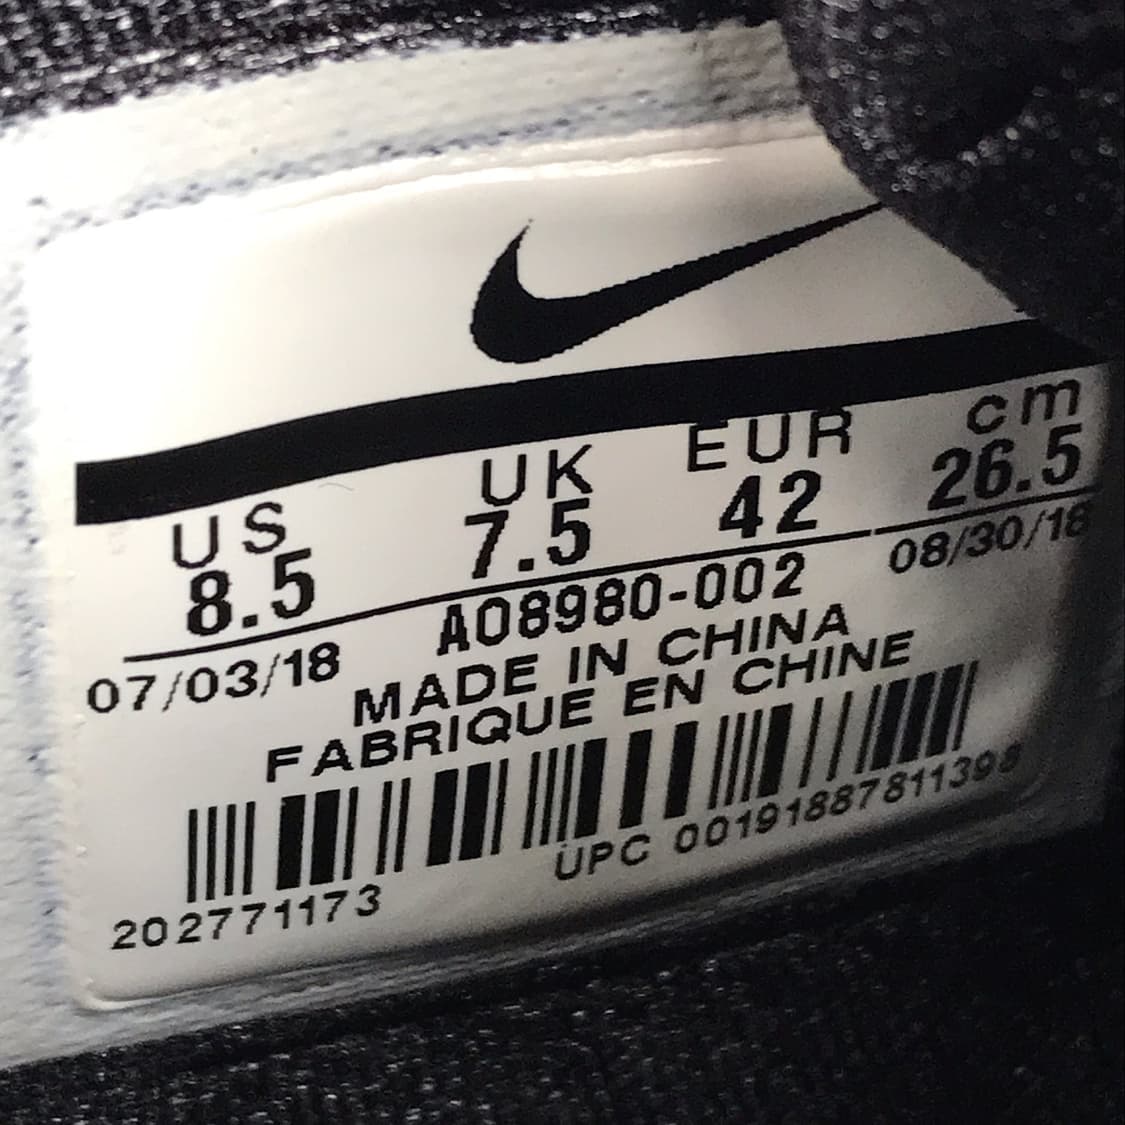 US UK EUR cm
8.5 7.5 42 26.5
07/03/18 AO8980-002 08/30/18
MADE IN CHINA
FABRIQUE EN CHINE
202771173 UPC 00191887811398